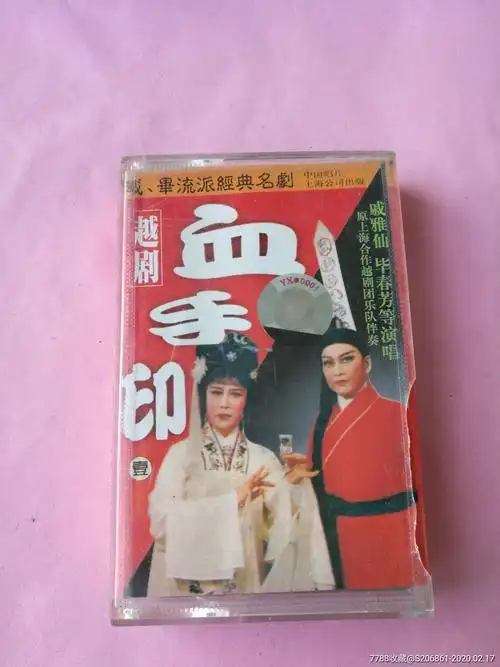 戚、畢流派經典名劇
中国唱片
上海公司出版
越剧
血手印
壹
YX#0001
戚雅仙 毕春芳等演唱
原上海合作越剧团乐队伴奏
7788收藏@S206861-2020.02.17